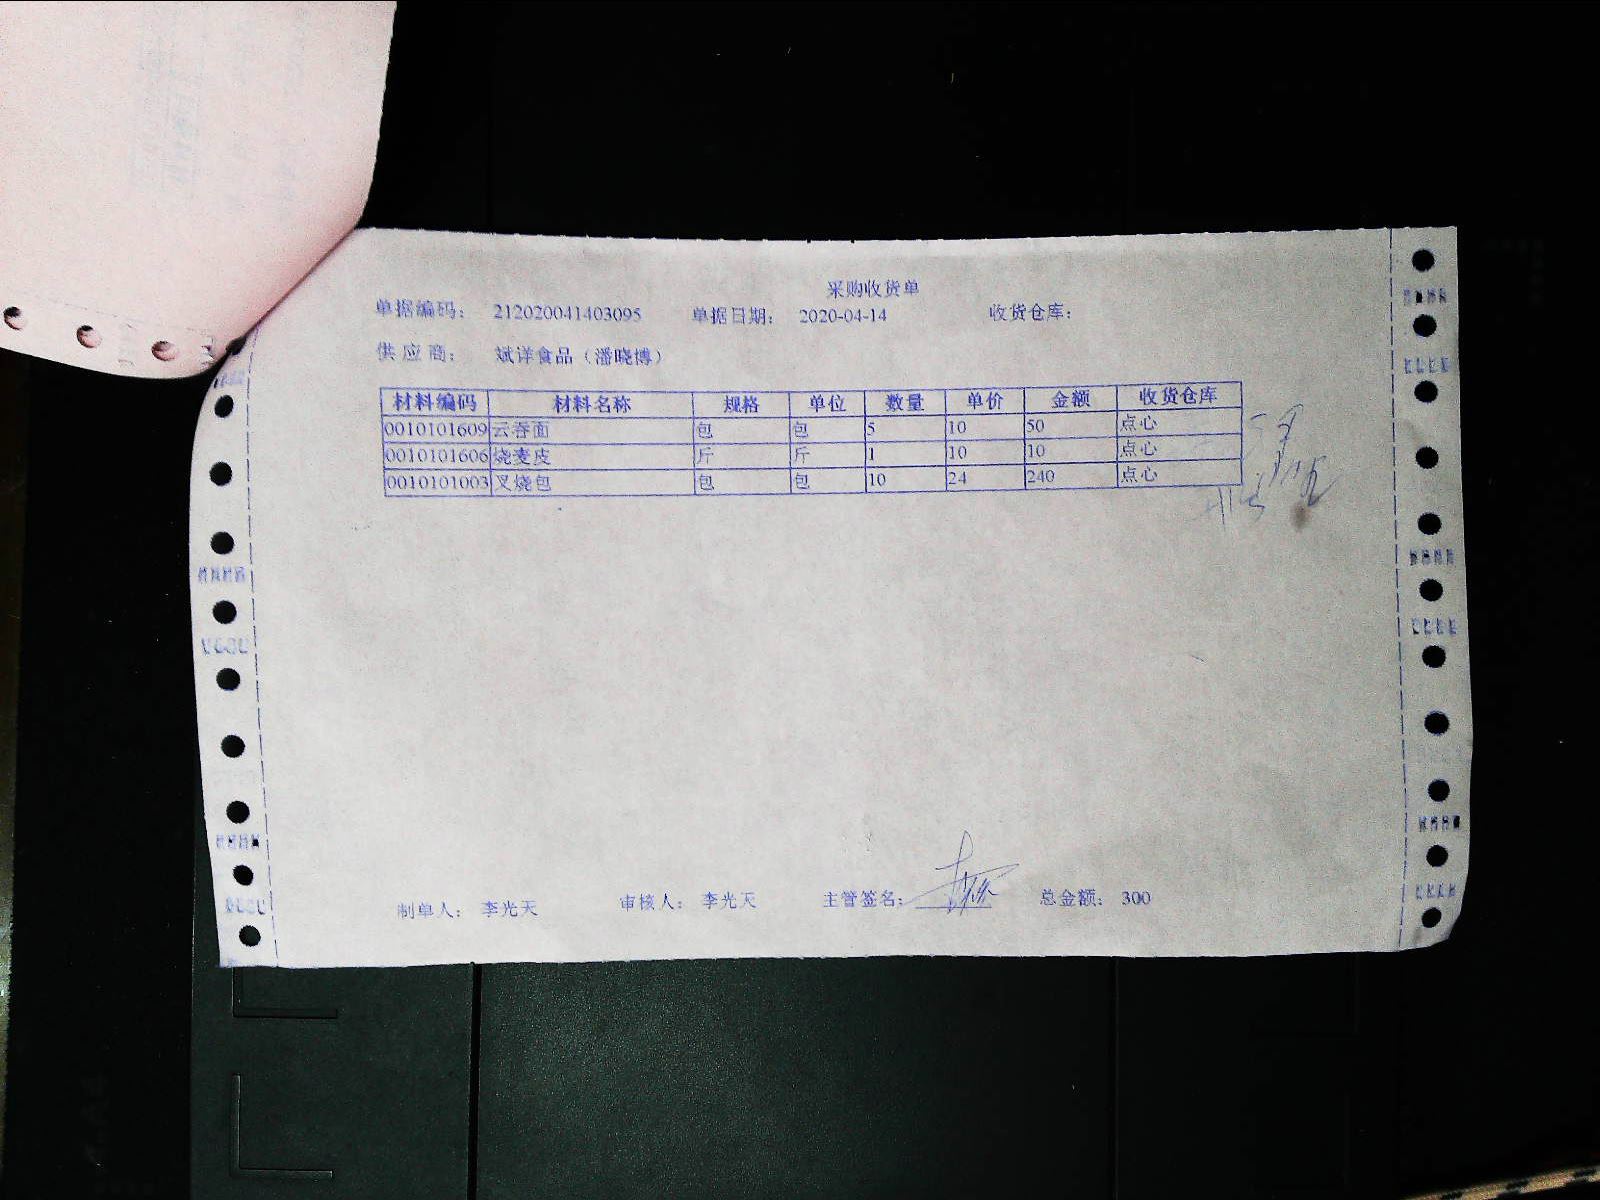 采购收货单
单据编码: 212020041403095 单据日期: 2020-04-14 收货仓库:
供应商: 斌洋食品(潘晓博)
材料编码 材料名称 规格 单位 数量 单价 金额 收货仓库
0010101609 云吞面 包 包 5 10 50 点心
0010101606 烧麦皮 斤 斤 1 10 10 点心
0010101003 叉烧包 包 包 10 24 240 点心
制单人: 李光天 审核人: 李光天 主管签名: 总金额: 300